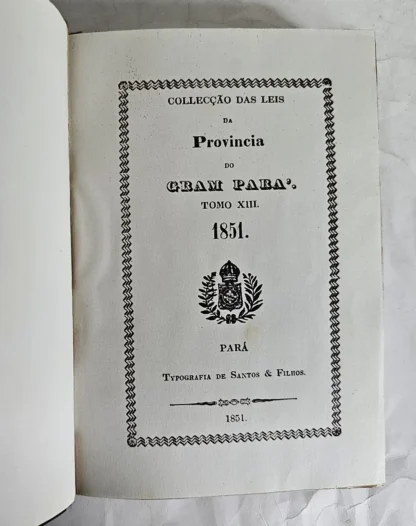 COLLECÇÃO DAS LEIS
DA
Provincia
DO
GRAM PARA'.
TOMO XIII.
1851.
PARÁ
TYPOGRAFIA DE SANTOS & FILHOS.
1851.